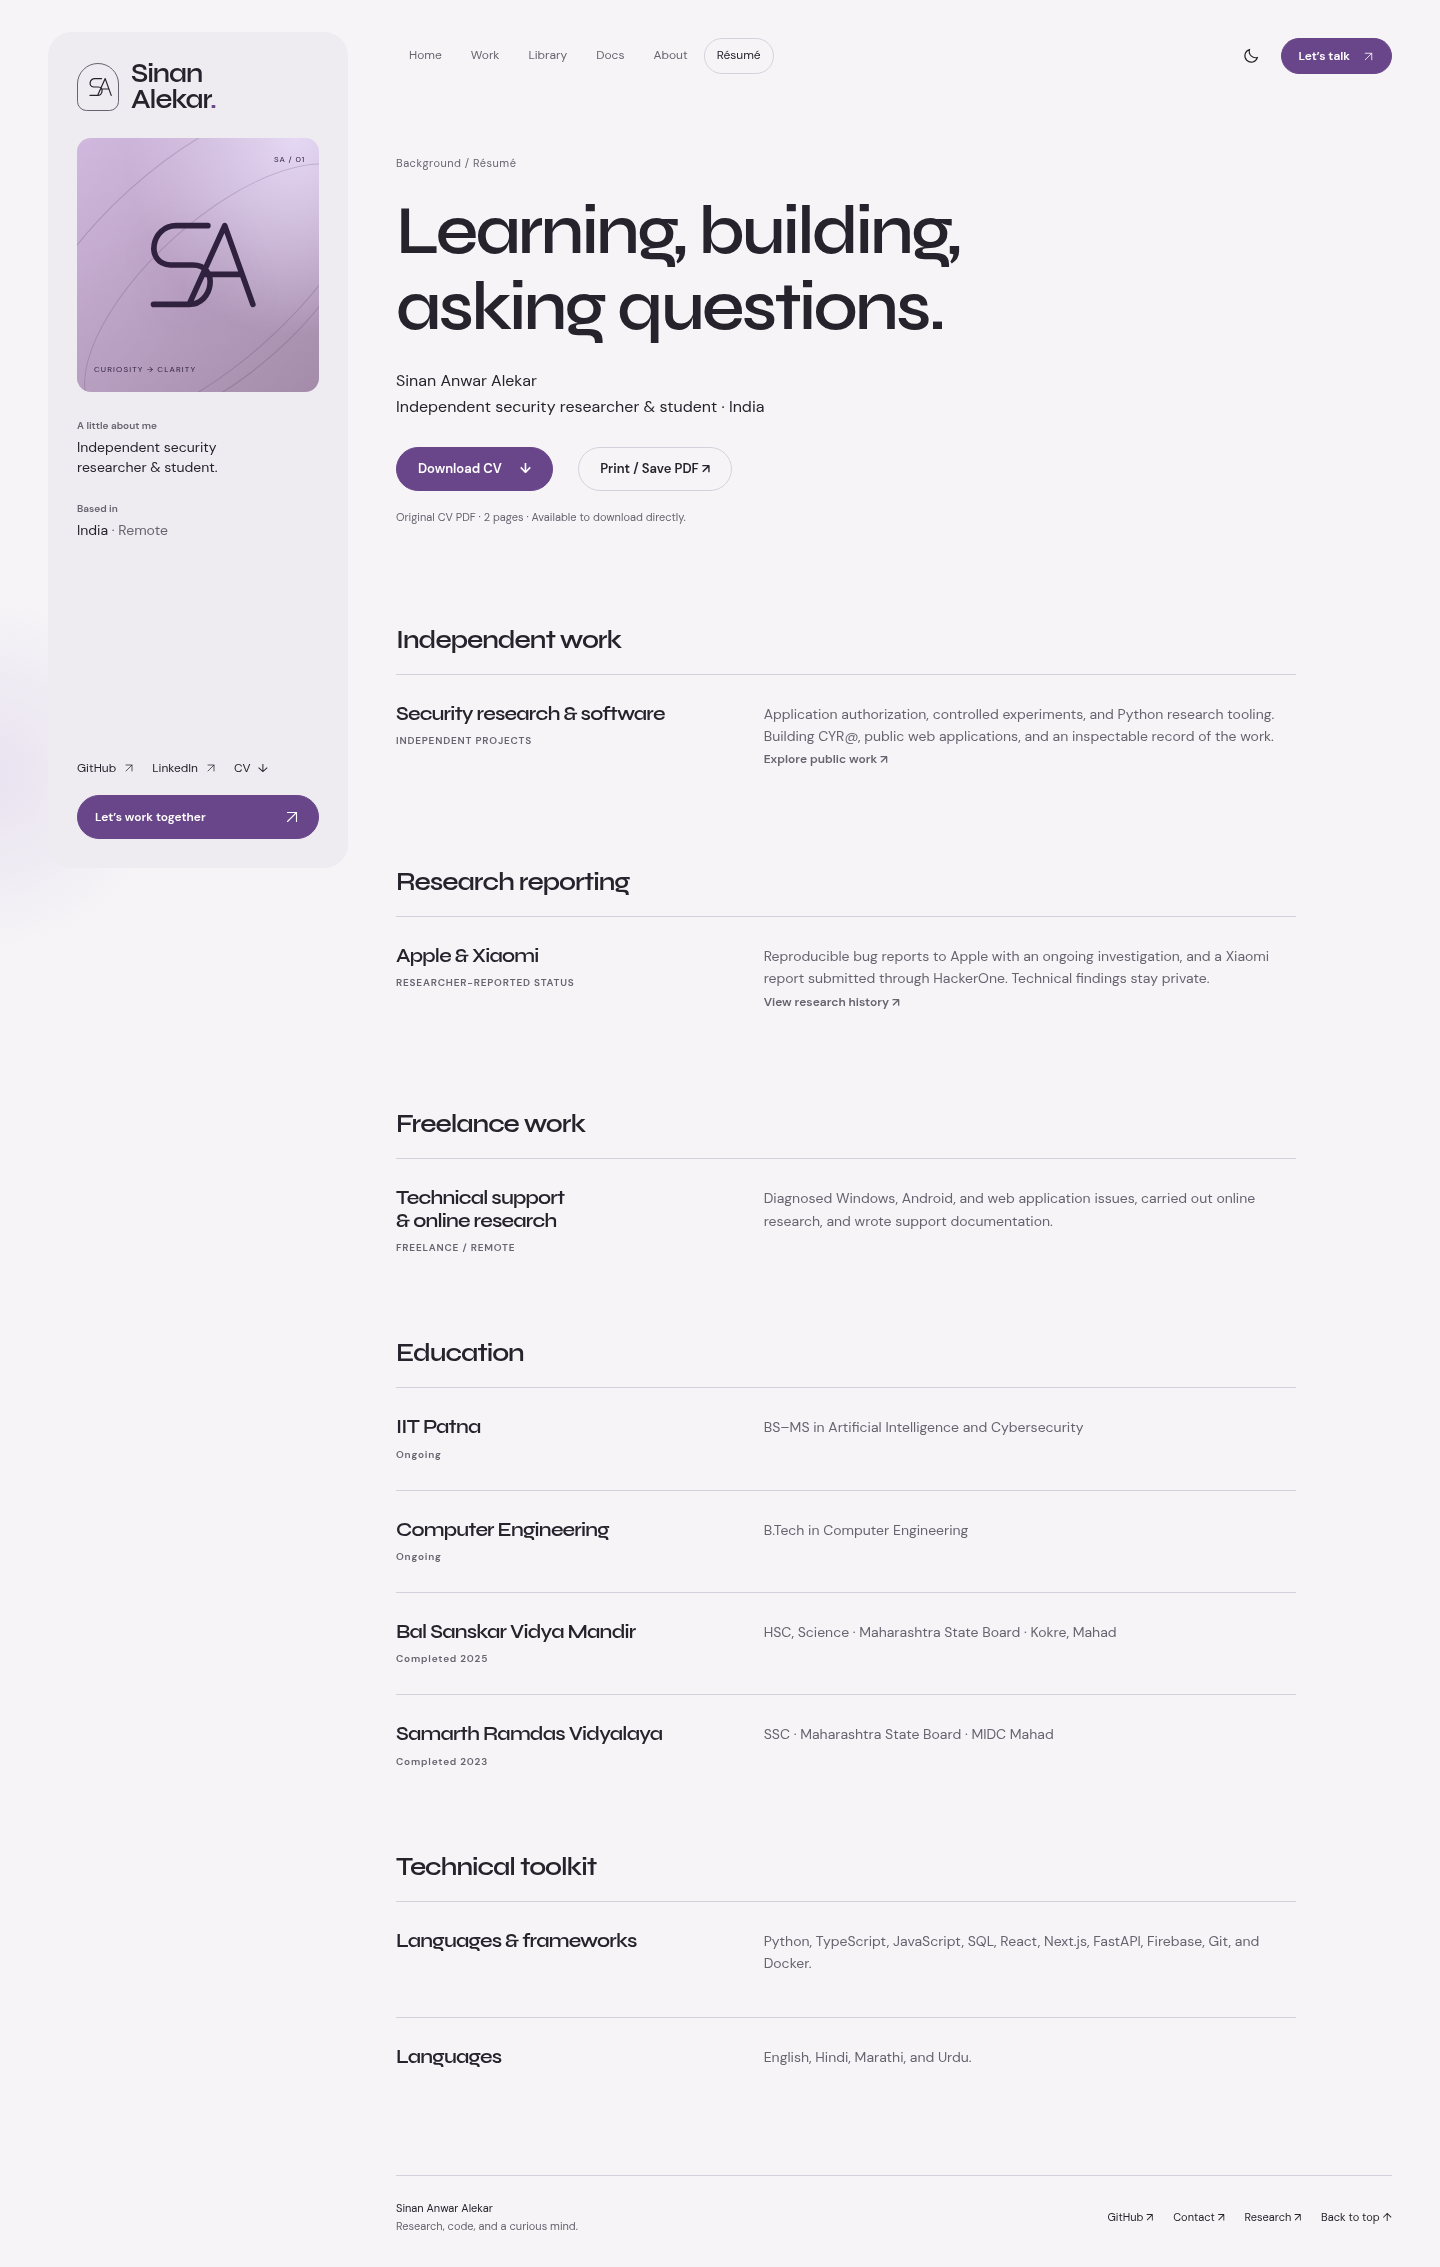 SA
Sinan
Alekar.
SA / 01
SA
CURIOSITY → CLARITY
A little about me
Independent security
researcher & student.
Based in
India · Remote
GitHub ↗ LinkedIn ↗ CV ↓
Let's work together ↗
Home Work Library Docs About Résumé
Let's talk ↗
Background / Résumé
Learning, building,
asking questions.
Sinan Anwar Alekar
Independent security researcher & student · India
Download CV ↓ Print / Save PDF ↗
Original CV PDF · 2 pages · Available to download directly.
Independent work
Security research & software
INDEPENDENT PROJECTS
Application authorization, controlled experiments, and Python research tooling.
Building CYR@, public web applications, and an inspectable record of the work.
Explore public work ↗
Research reporting
Apple & Xiaomi
RESEARCHER-REPORTED STATUS
Reproducible bug reports to Apple with an ongoing investigation, and a Xiaomi
report submitted through HackerOne. Technical findings stay private.
View research history ↗
Freelance work
Technical support
& online research
FREELANCE / REMOTE
Diagnosed Windows, Android, and web application issues, carried out online
research, and wrote support documentation.
Education
IIT Patna
Ongoing
BS–MS in Artificial Intelligence and Cybersecurity
Computer Engineering
Ongoing
B.Tech in Computer Engineering
Bal Sanskar Vidya Mandir
Completed 2025
HSC, Science · Maharashtra State Board · Kokre, Mahad
Samarth Ramdas Vidyalaya
Completed 2023
SSC · Maharashtra State Board · MIDC Mahad
Technical toolkit
Languages & frameworks
Python, TypeScript, JavaScript, SQL, React, Next.js, FastAPI, Firebase, Git, and
Docker.
Languages
English, Hindi, Marathi, and Urdu.
Sinan Anwar Alekar
Research, code, and a curious mind.
GitHub ↗ Contact ↗ Research ↗ Back to top ↑